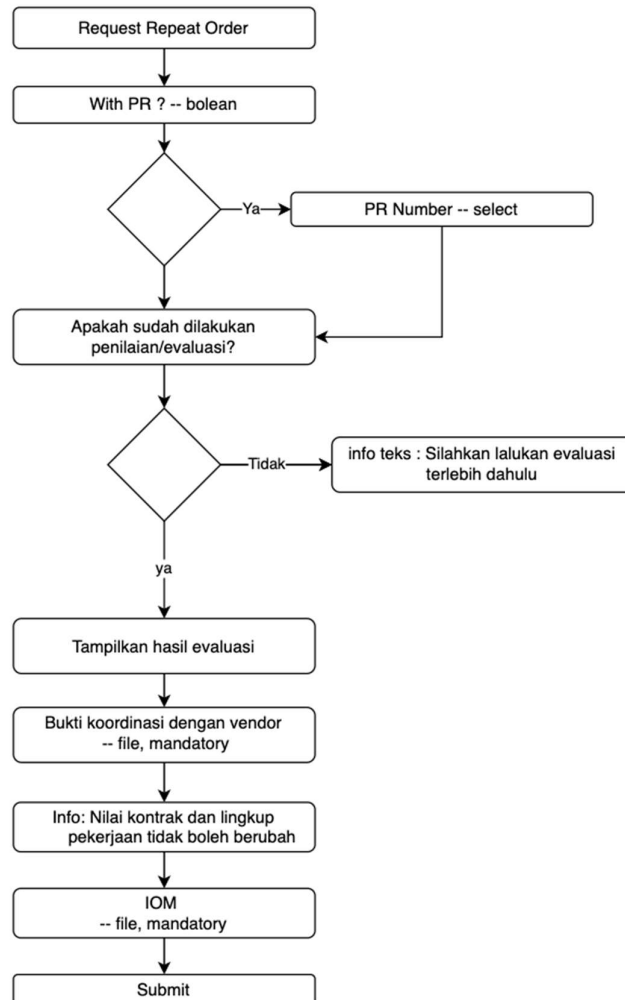 Request Repeat Order
With PR ? -- bolean
Ya
PR Number -- select
Apakah sudah dilakukan
penilaian/evaluasi?
Tidak
info teks : Silahkan lalukan evaluasi
terlebih dahulu
ya
Tampilkan hasil evaluasi
Bukti koordinasi dengan vendor
-- file, mandatory
Info: Nilai kontrak dan lingkup
pekerjaan tidak boleh berubah
IOM
-- file, mandatory
Submit